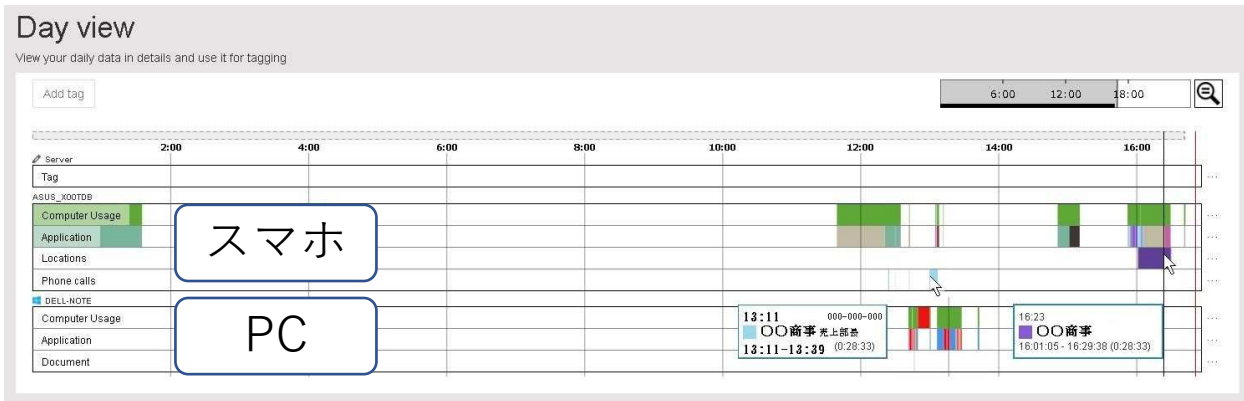 Day view
View your daily data in details and use it for tagging
Add tag
6:00 12:00 18:00
2:00 4:00 6:00 8:00 10:00 12:00 14:00 16:00
Server
Tag
ASUS_X00TDB
Computer Usage
Application
Locations
Phone calls
スマホ
DELL-NOTE
Computer Usage
Application
Document
PC
13:11 000-000-000
〇〇商事 売上部長
13:11-13:39 (0:28:33)
16:23
〇〇商事
16:01:05 - 16:29:38 (0:28:33)